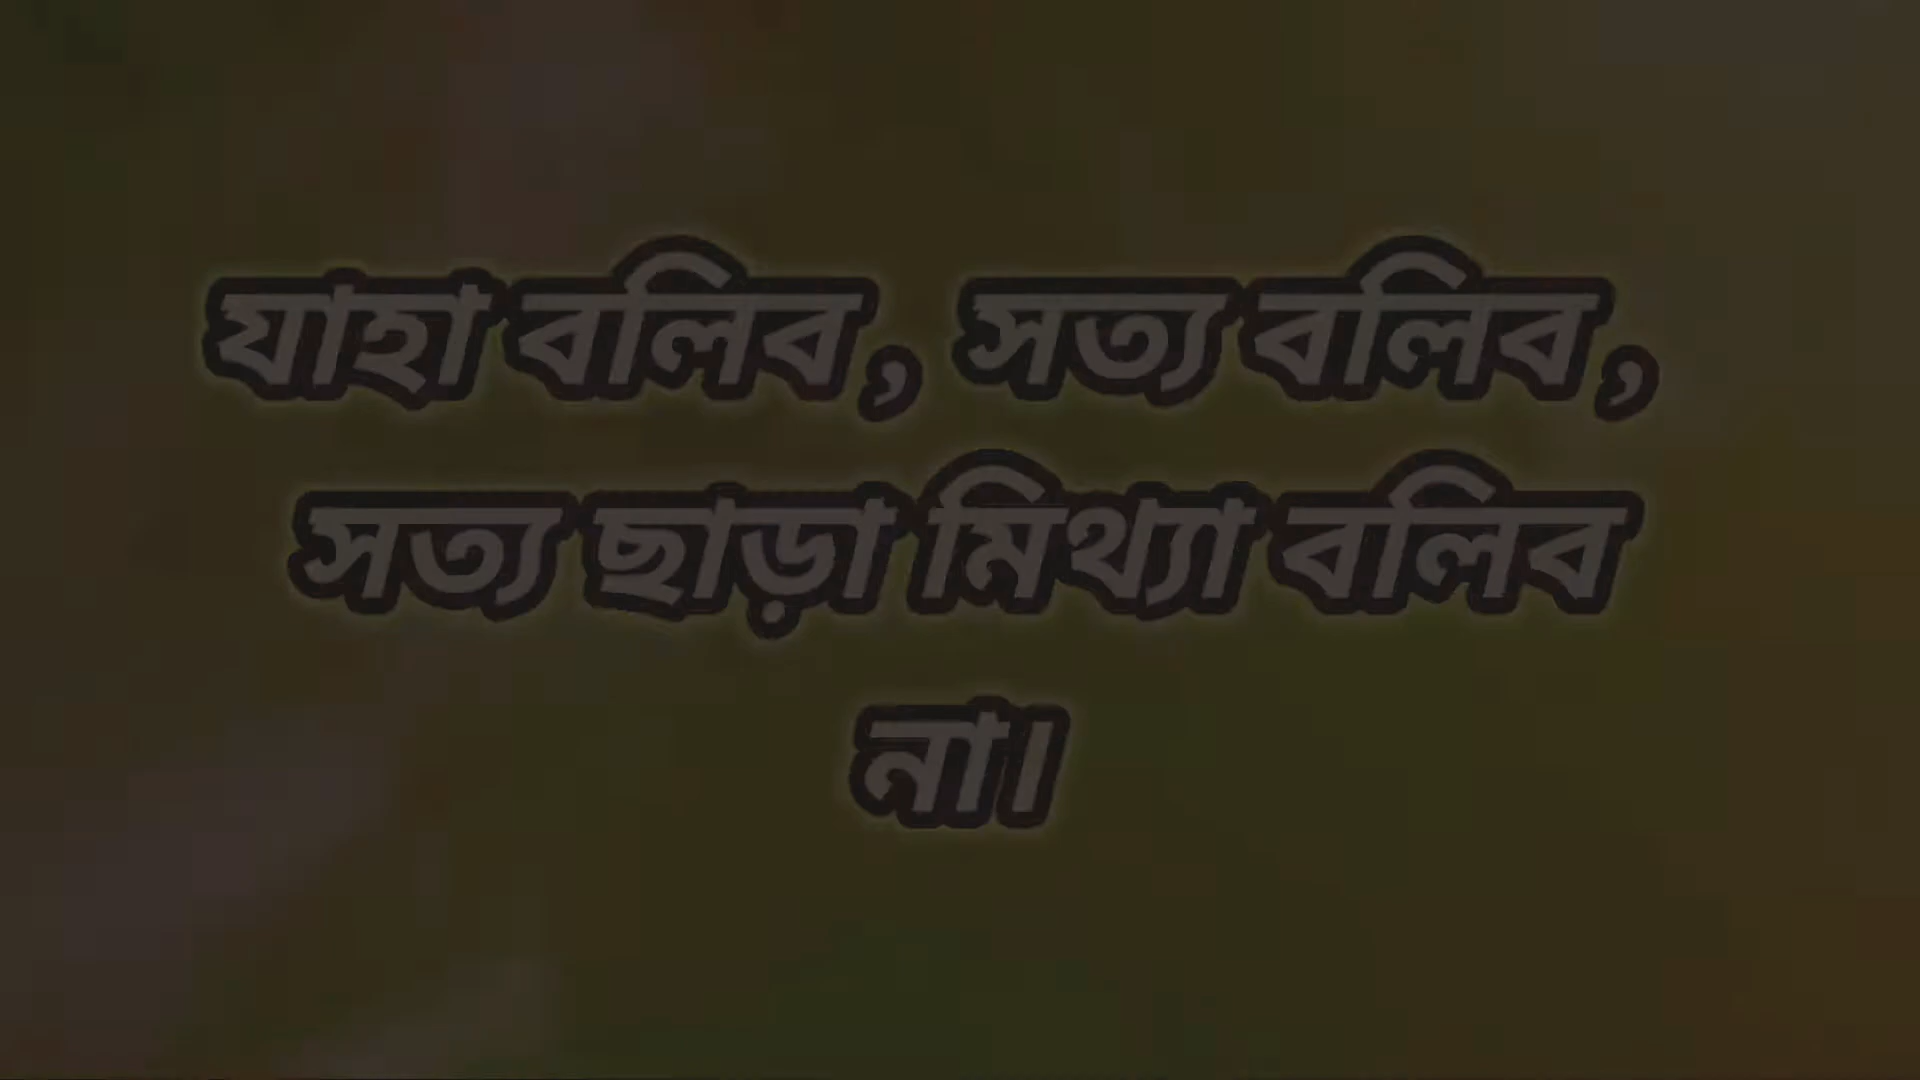 যাহা বলিব, সত্য বলিব,
সত্য ছাড়া মিথ্যা বলিব
না।